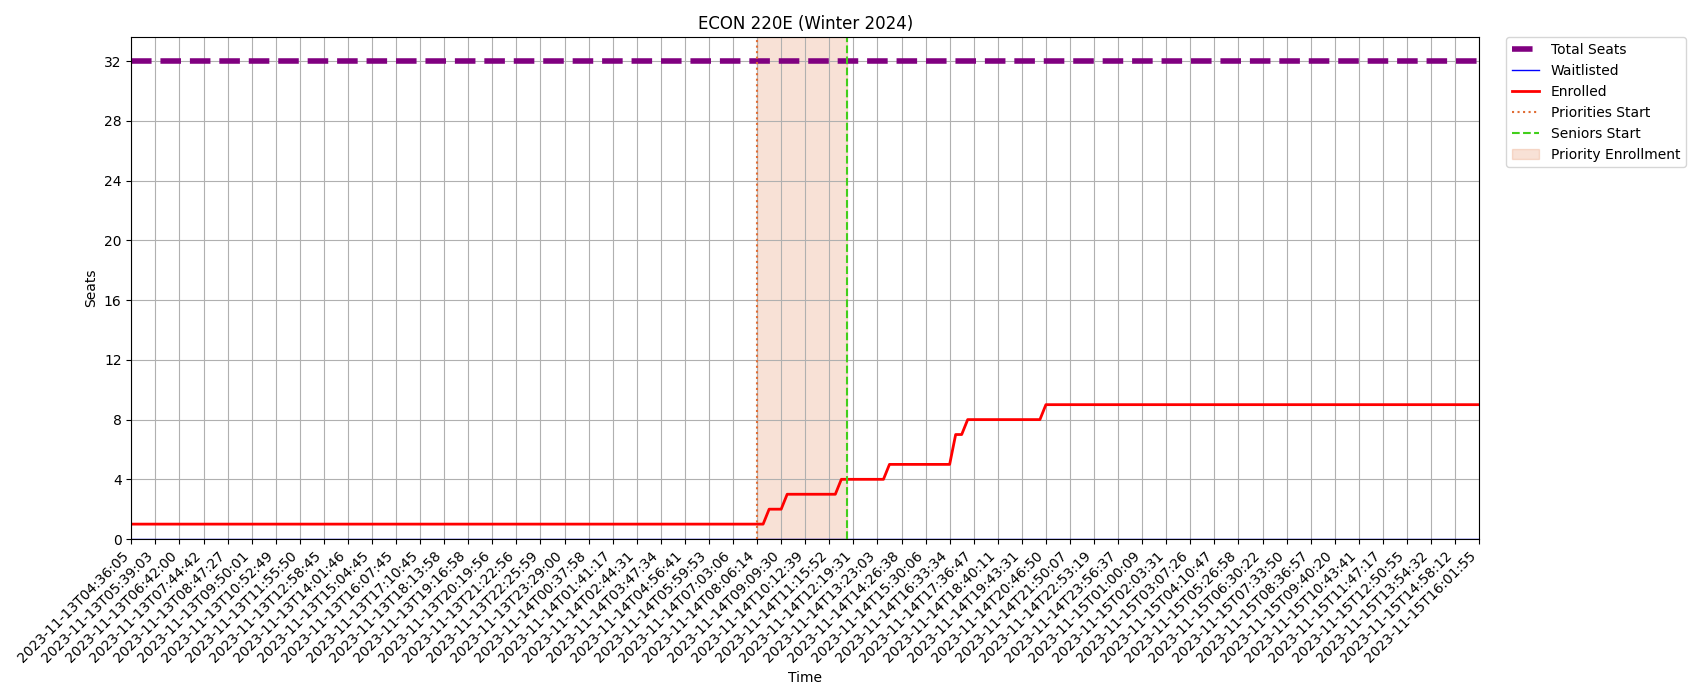 ECON 220E (Winter 2024)
Total Seats
Waitlisted
Enrolled
Priorities Start
Seniors Start
Priority Enrollment
Seats
32
28
24
20
16
12
8
4
0
2023-11-13T04:36:05
2023-11-13T05:39:03
2023-11-13T06:42:00
2023-11-13T07:44:42
2023-11-13T08:47:27
2023-11-13T09:50:01
2023-11-13T10:52:49
2023-11-13T11:55:50
2023-11-13T12:58:45
2023-11-13T14:01:46
2023-11-13T15:04:45
2023-11-13T16:07:45
2023-11-13T17:10:45
2023-11-13T18:13:58
2023-11-13T19:16:58
2023-11-13T20:19:56
2023-11-13T21:22:56
2023-11-13T22:25:59
2023-11-13T23:29:00
2023-11-14T00:37:58
2023-11-14T01:41:17
2023-11-14T02:44:31
2023-11-14T03:47:34
2023-11-14T04:56:41
2023-11-14T05:59:53
2023-11-14T07:03:06
2023-11-14T08:06:14
2023-11-14T09:09:30
2023-11-14T10:12:39
2023-11-14T11:15:52
2023-11-14T12:19:31
2023-11-14T13:23:03
2023-11-14T14:26:38
2023-11-14T15:30:06
2023-11-14T16:33:34
2023-11-14T17:36:47
2023-11-14T18:40:11
2023-11-14T19:43:31
2023-11-14T20:46:50
2023-11-14T21:50:07
2023-11-14T22:53:19
2023-11-14T23:56:37
2023-11-15T01:00:09
2023-11-15T02:03:31
2023-11-15T03:07:26
2023-11-15T04:10:47
2023-11-15T05:26:58
2023-11-15T06:30:22
2023-11-15T07:33:50
2023-11-15T08:36:57
2023-11-15T09:40:20
2023-11-15T10:43:41
2023-11-15T11:47:17
2023-11-15T12:50:55
2023-11-15T13:54:32
2023-11-15T14:58:12
2023-11-15T16:01:55
Time